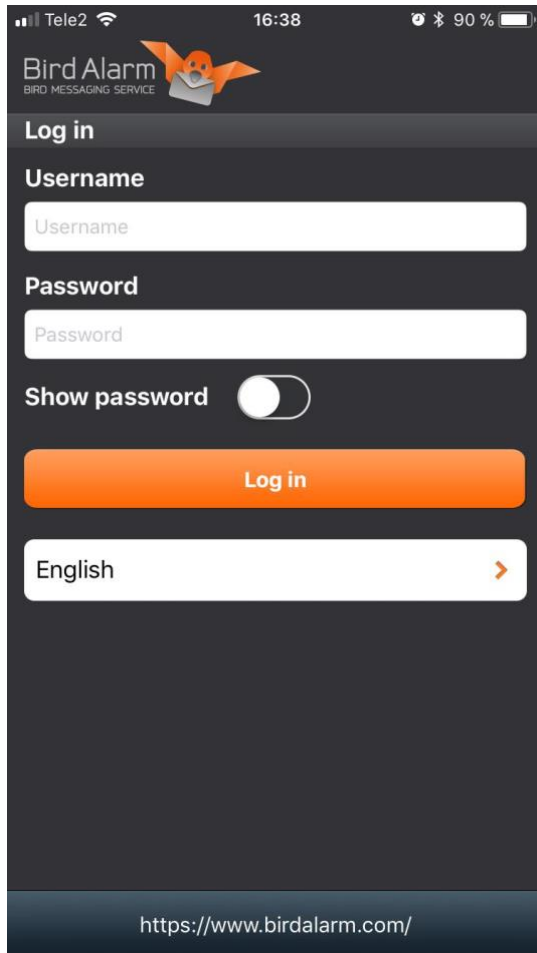 Tele2 16:38 90 %
Bird Alarm
BIRD MESSAGING SERVICE
Log in
Username
Username
Password
Password
Show password
Log in
English
https://www.birdalarm.com/